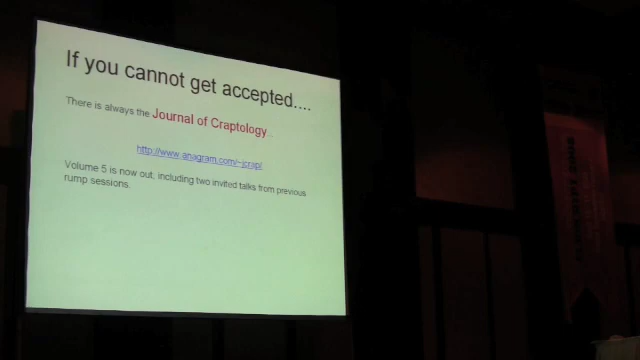 If you cannot get accepted....
There is always the Journal of Craptology..
http://www.anagram.com/~jcrap/
Volume 5 is now out, including two invited talks from previous
rump sessions.